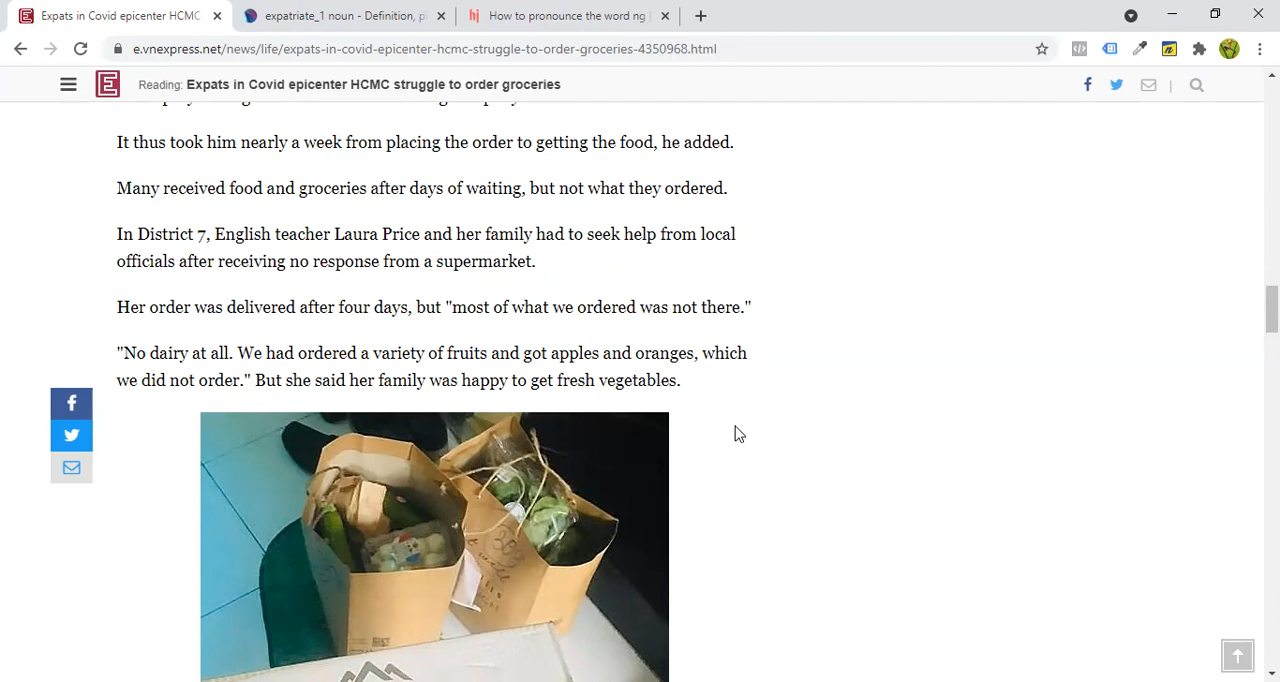 Expats in Covid epicenter HCMC
expatriate_1 noun - Definition, p
How to pronounce the word ng
e.vnexpress.net/news/life/expats-in-covid-epicenter-hcmc-struggle-to-order-groceries-4350968.html
Reading: Expats in Covid epicenter HCMC struggle to order groceries
It thus took him nearly a week from placing the order to getting the food, he added.
Many received food and groceries after days of waiting, but not what they ordered.
In District 7, English teacher Laura Price and her family had to seek help from local
officials after receiving no response from a supermarket.
Her order was delivered after four days, but "most of what we ordered was not there."
"No dairy at all. We had ordered a variety of fruits and got apples and oranges, which
we did not order." But she said her family was happy to get fresh vegetables.